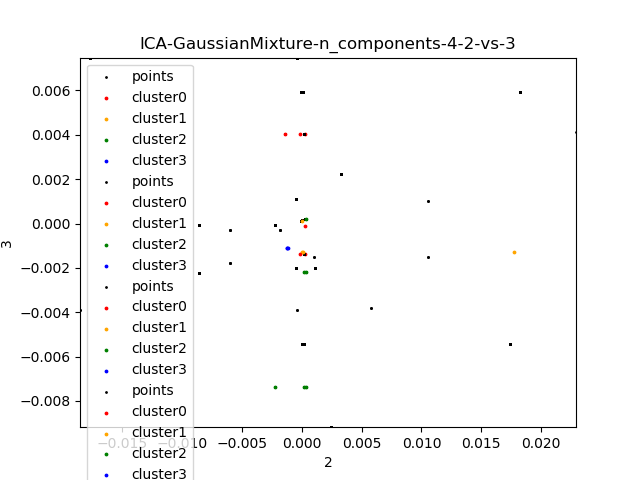 ICA-GaussianMixture-n_components-4-2-vs-3
points
cluster0
cluster1
cluster2
cluster3
points
cluster0
cluster1
cluster2
cluster3
points
cluster0
cluster1
cluster2
cluster3
points
cluster0
cluster1
cluster2
cluster3
0.006
0.004
0.002
0.000
−0.002
−0.004
−0.006
−0.008
3
−0.015 −0.010 −0.005 0.000 0.005 0.010 0.015 0.020
2